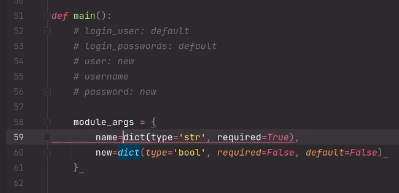 51 def main():
52 # login_user: default
53 # login_passwords: default
54 # user: new
55 # username
56 # password: new
57
58 module_args = {
59 name=dict(type='str', required=True),
60 new=dict(type='bool', required=False, default=False)
61 }
62